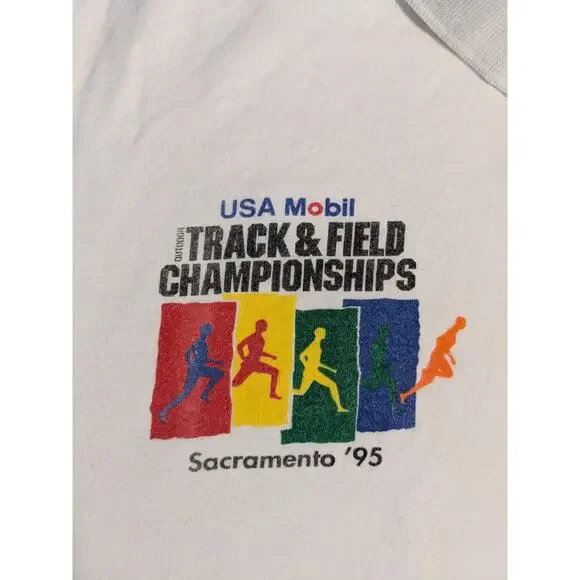 USA Mobil
OUTDOOR
TRACK & FIELD
CHAMPIONSHIPS
Sacramento '95